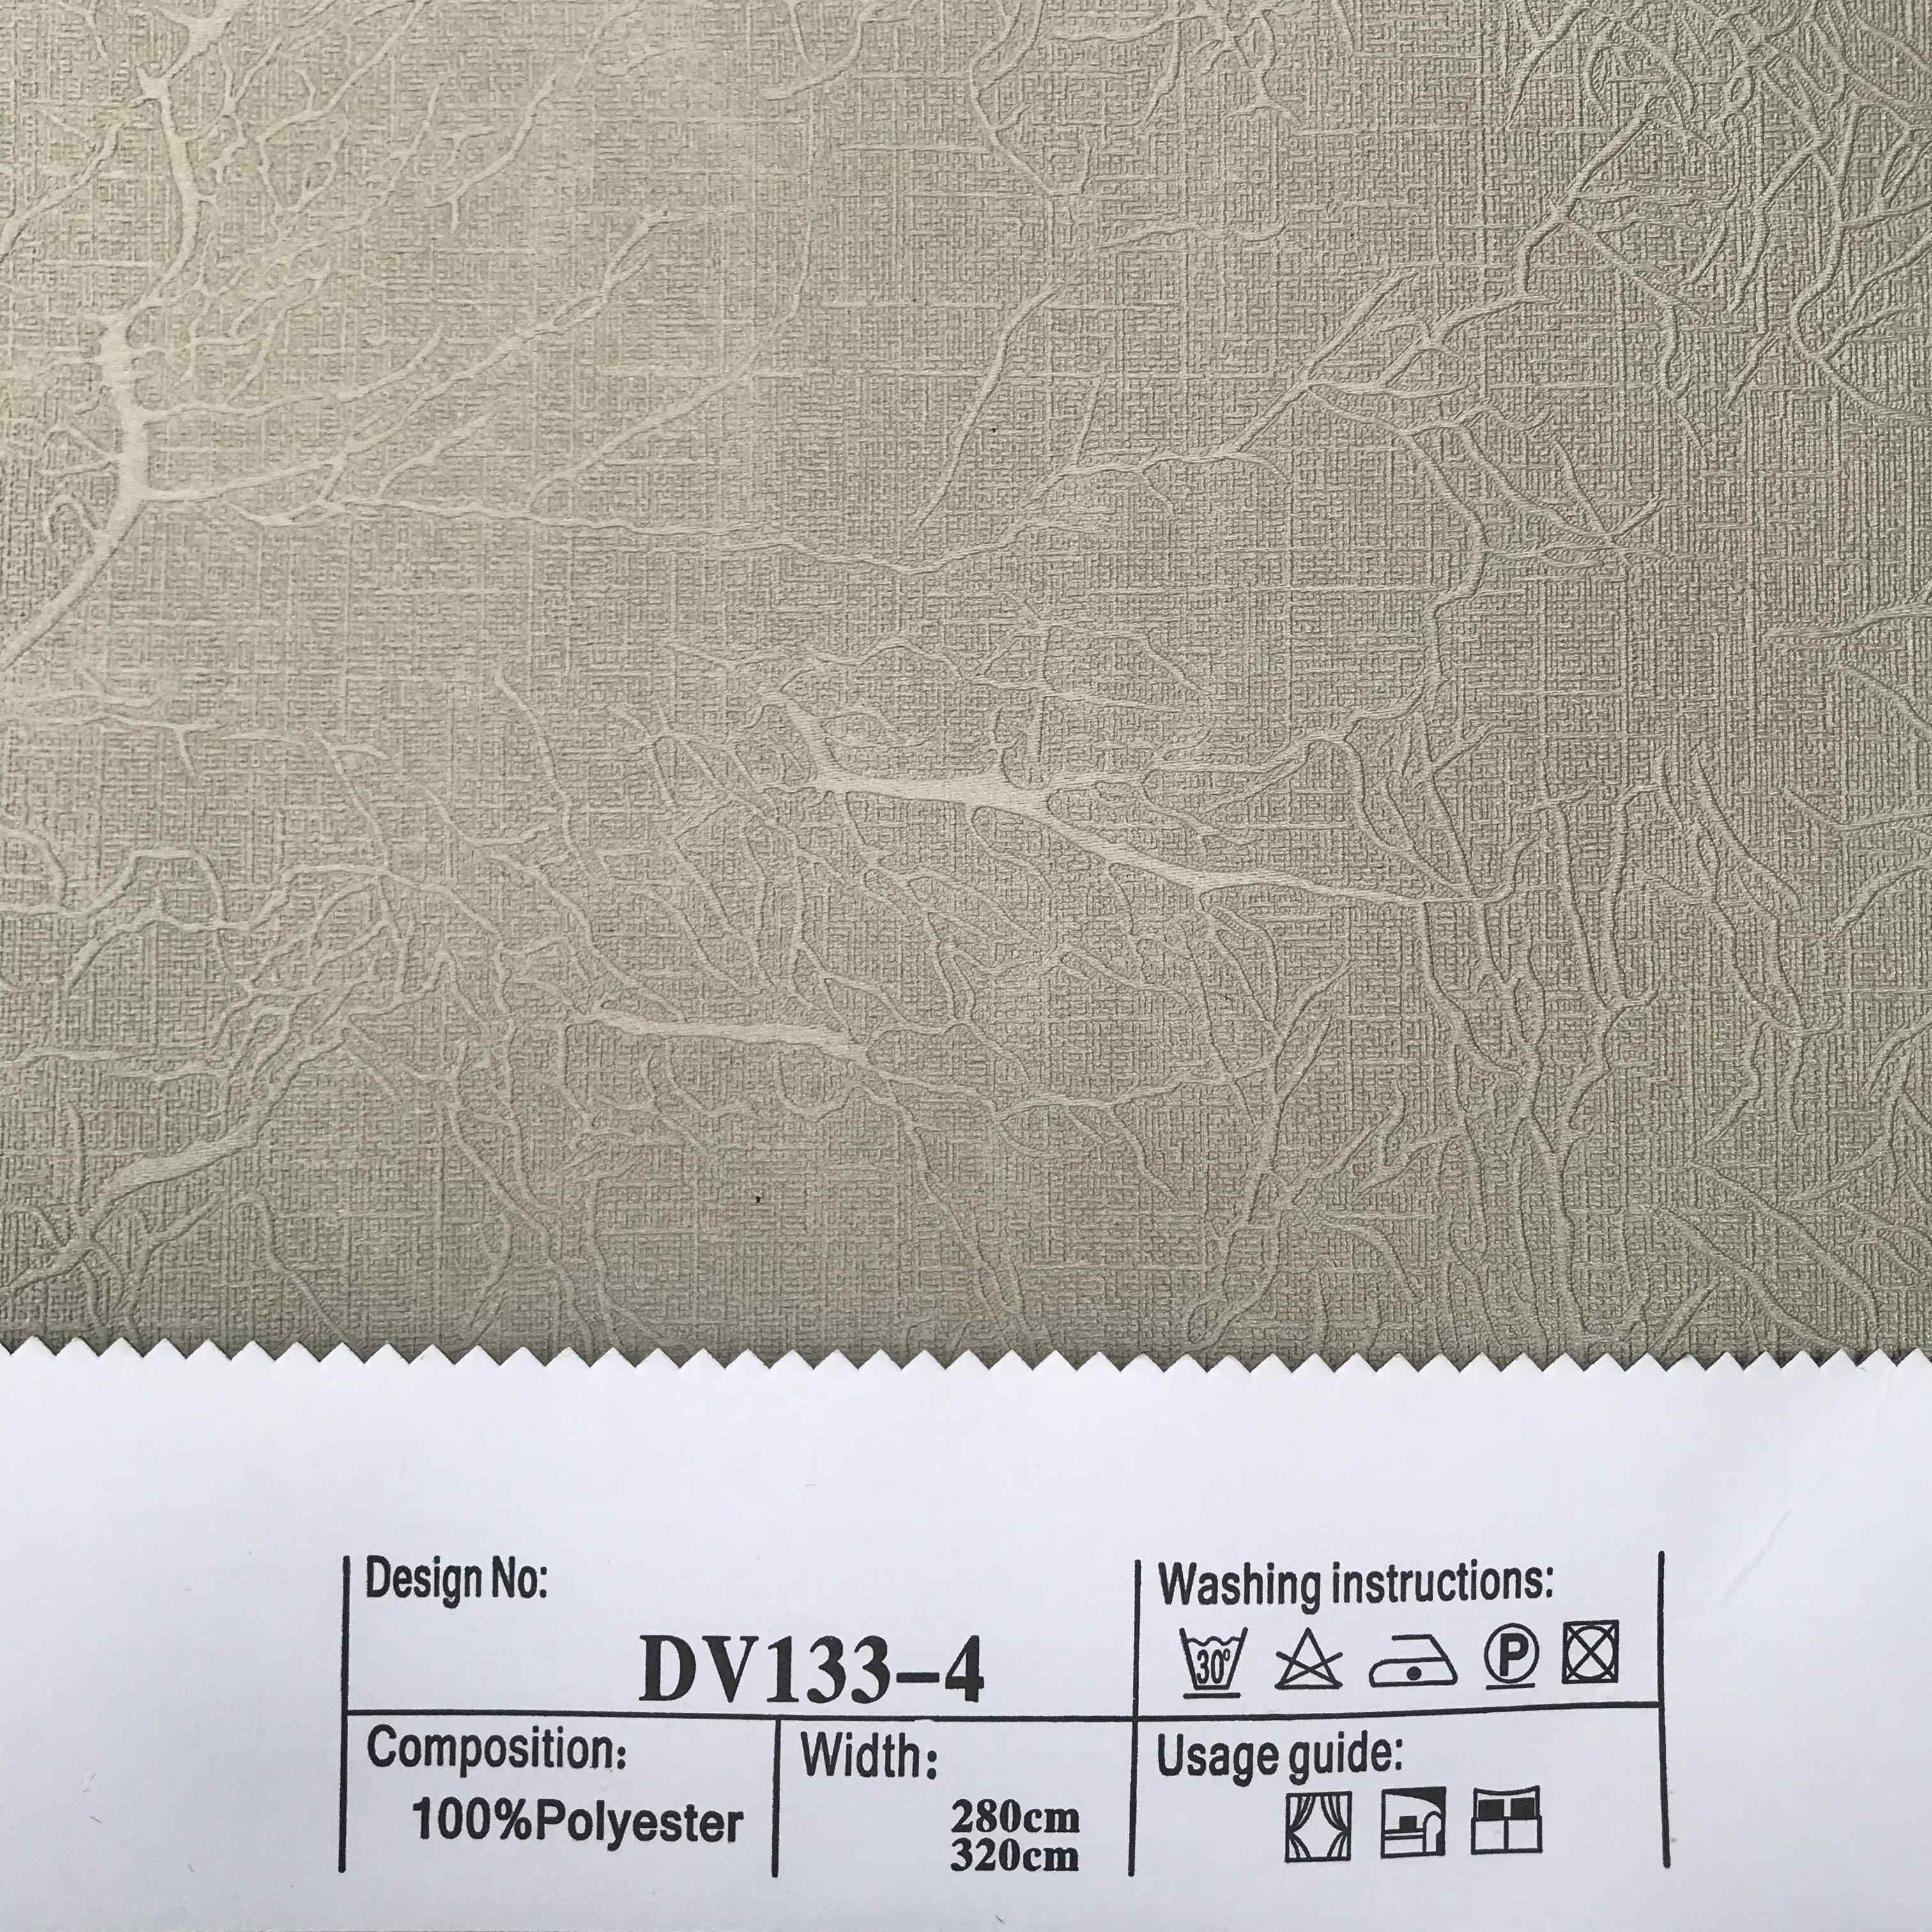 Design No:
DV133-4
Washing instructions:
30°
P
Composition:
100%Polyester
Width:
280cm
320cm
Usage guide: